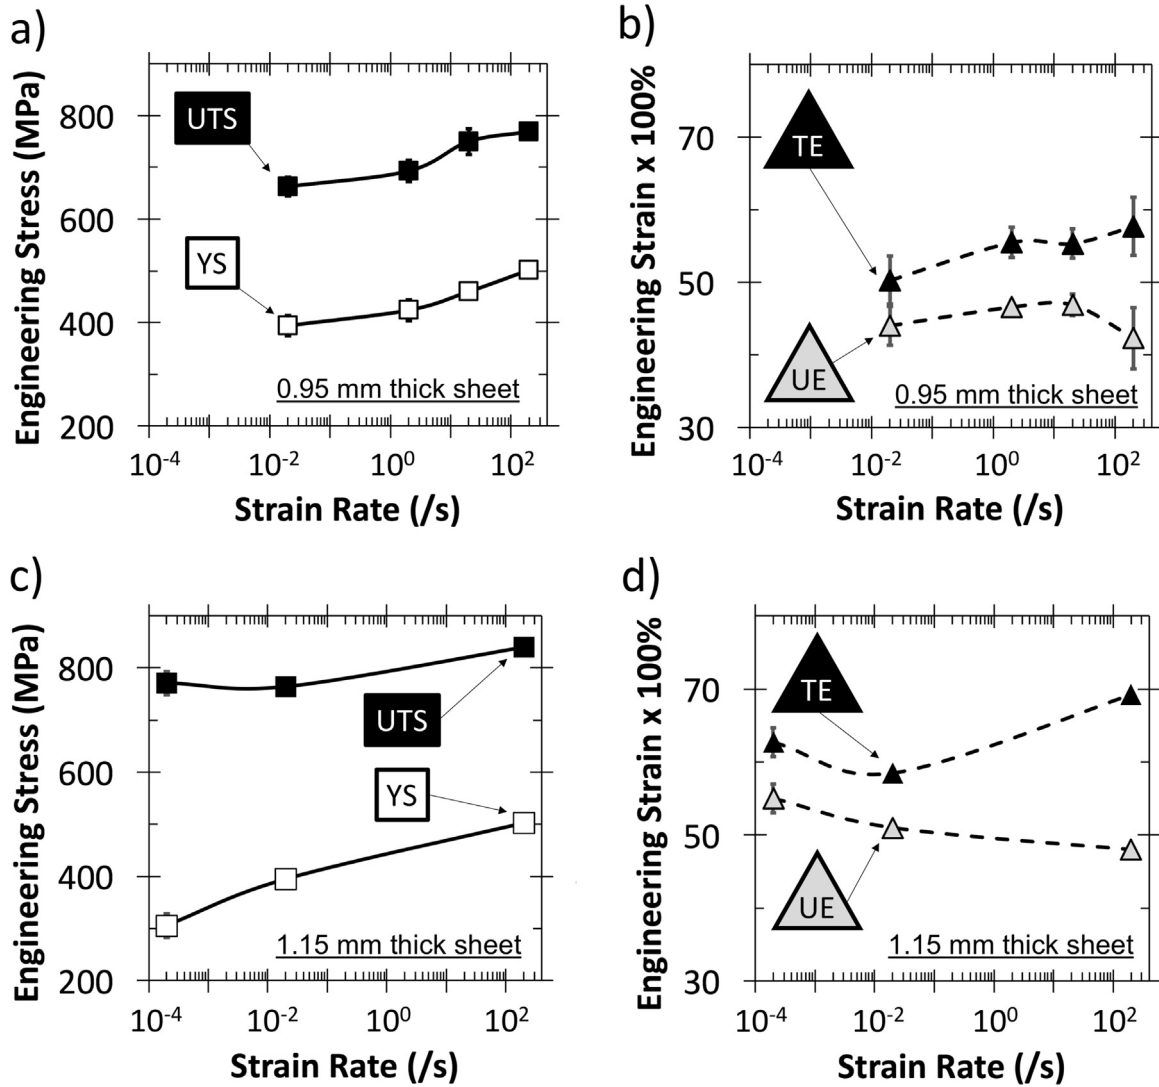 a)
Engineering Stress (MPa)
800
600
400
200
UTS
YS
0.95 mm thick sheet
10⁻⁴ 10⁻² 10⁰ 10²
Strain Rate (/s)
b)
Engineering Strain x 100%
70
50
30
TE
UE
0.95 mm thick sheet
10⁻⁴ 10⁻² 10⁰ 10²
Strain Rate (/s)
c)
Engineering Stress (MPa)
800
600
400
200
UTS
YS
1.15 mm thick sheet
10⁻⁴ 10⁻² 10⁰ 10²
Strain Rate (/s)
d)
Engineering Strain x 100%
70
50
30
TE
UE
1.15 mm thick sheet
10⁻⁴ 10⁻² 10⁰ 10²
Strain Rate (/s)